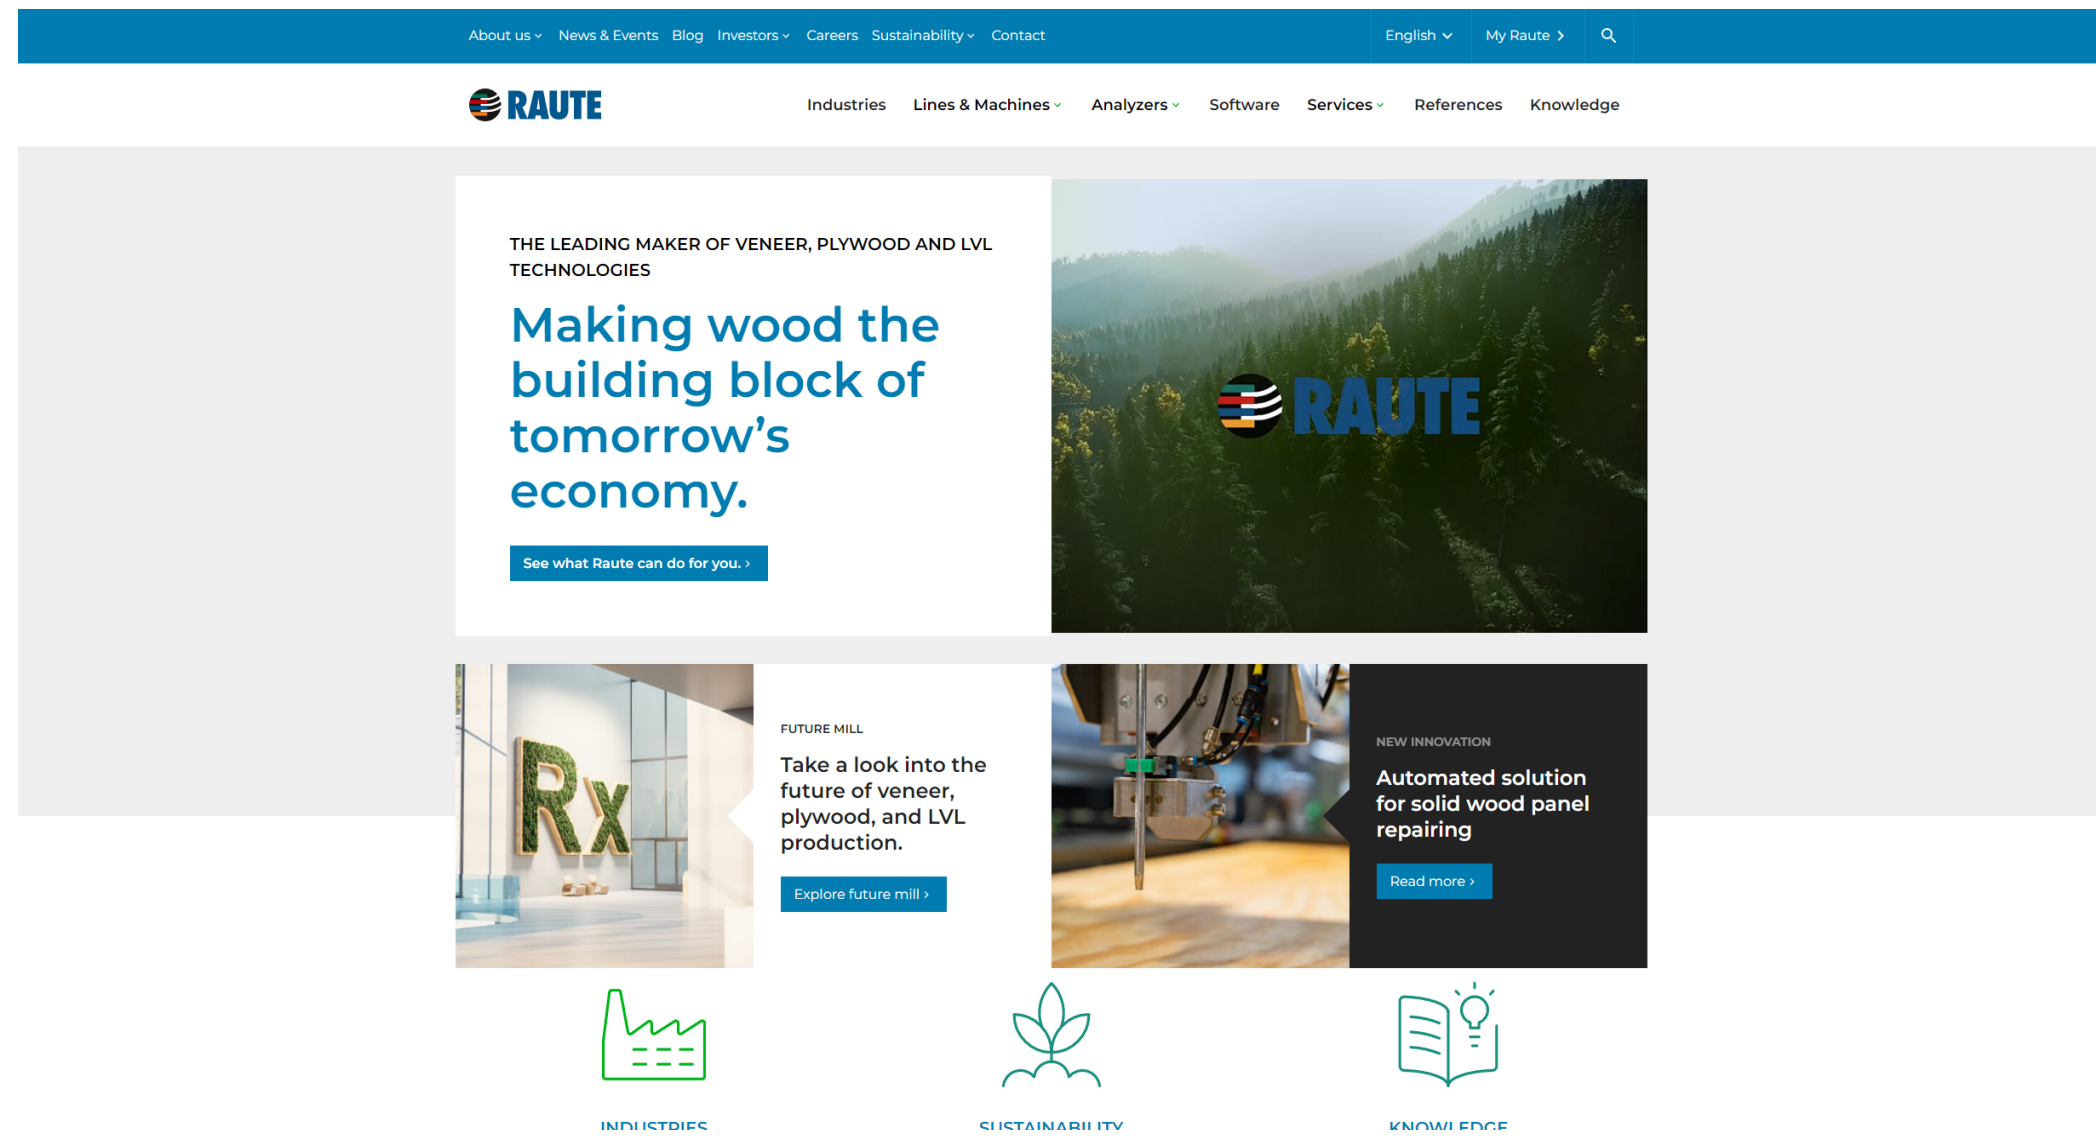 About us News & Events Blog Investors Careers Sustainability Contact English My Raute
RAUTE
Industries Lines & Machines Analyzers Software Services References Knowledge
THE LEADING MAKER OF VENEER, PLYWOOD AND LVL
TECHNOLOGIES
Making wood the
building block of
tomorrow’s
economy.
See what Raute can do for you.
RAUTE
Rx
FUTURE MILL
Take a look into the
future of veneer,
plywood, and LVL
production.
Explore future mill
NEW INNOVATION
Automated solution
for solid wood panel
repairing
Read more
INDUSTRIES SUSTAINABILITY KNOWLEDGE